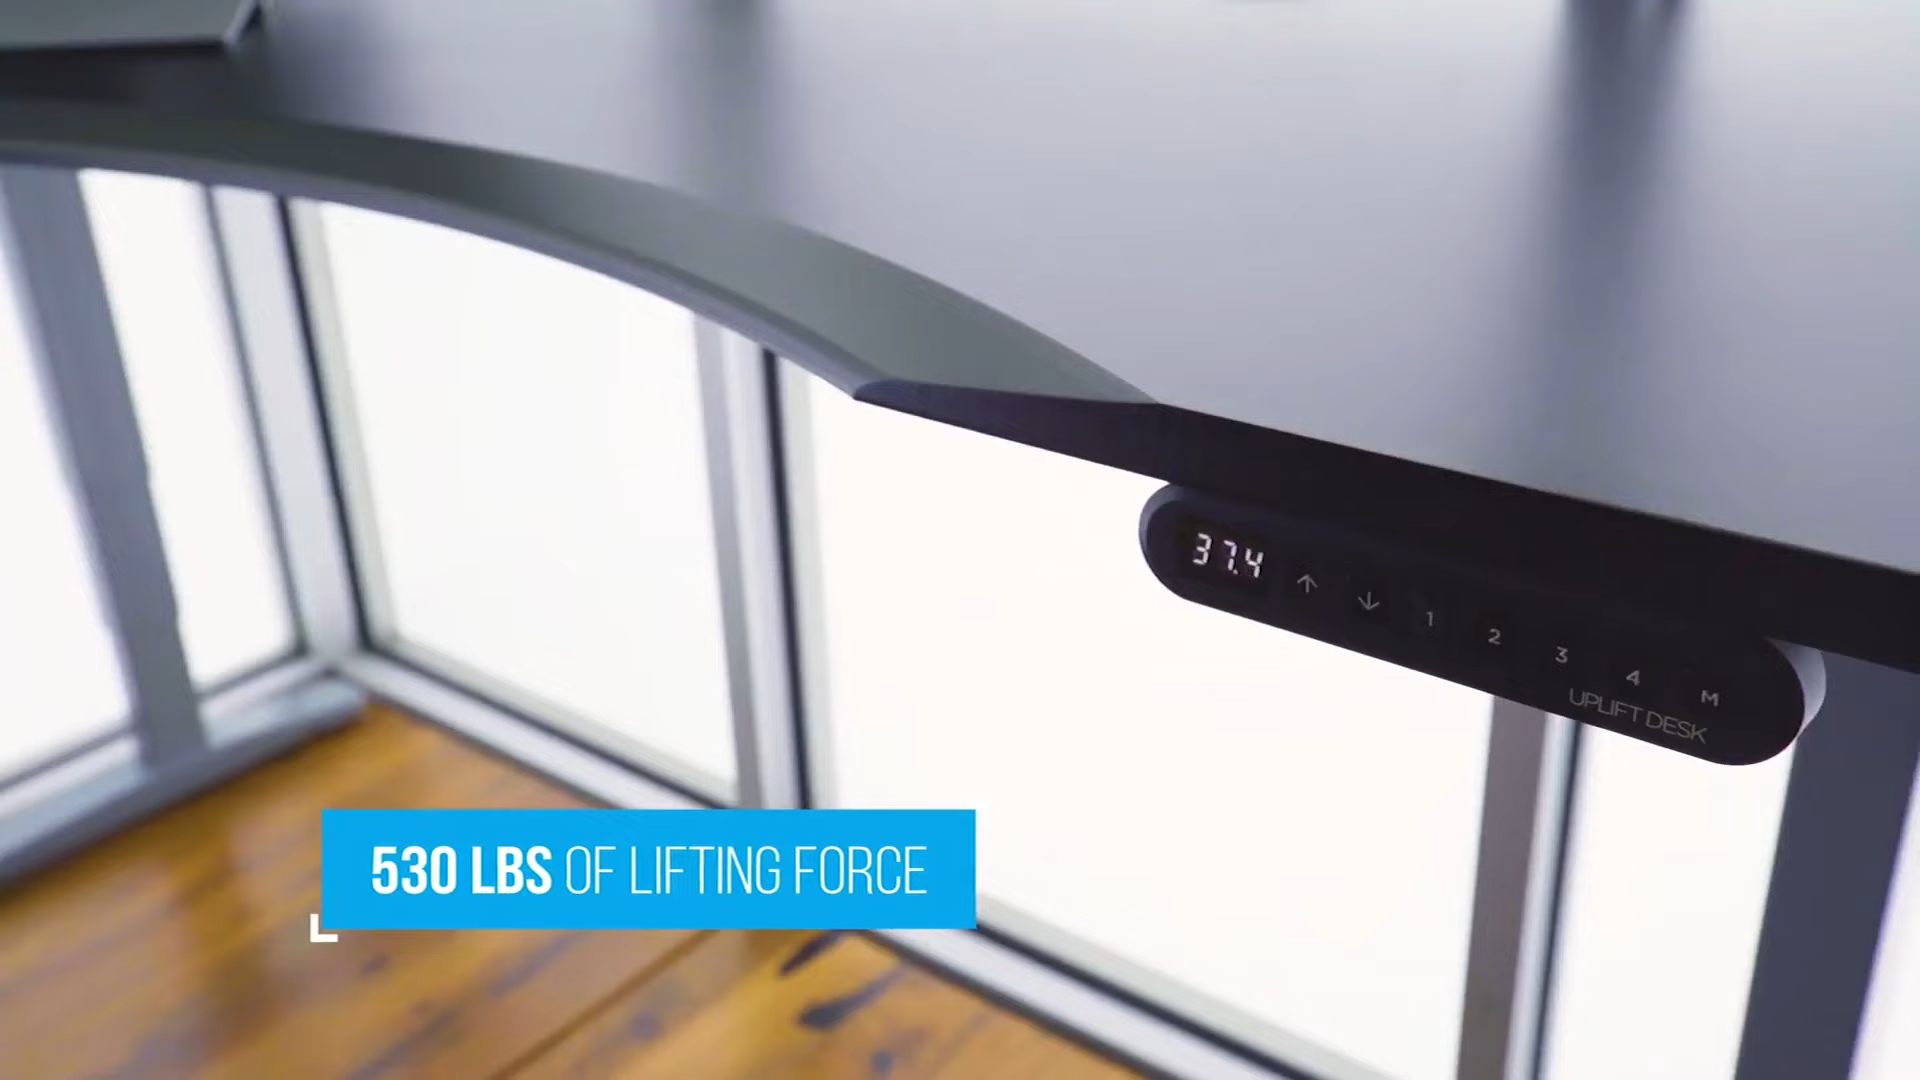 37.4 ↑ ↓ 1 2 3 4 M
UPLIFT DESK
530 LBS OF LIFTING FORCE